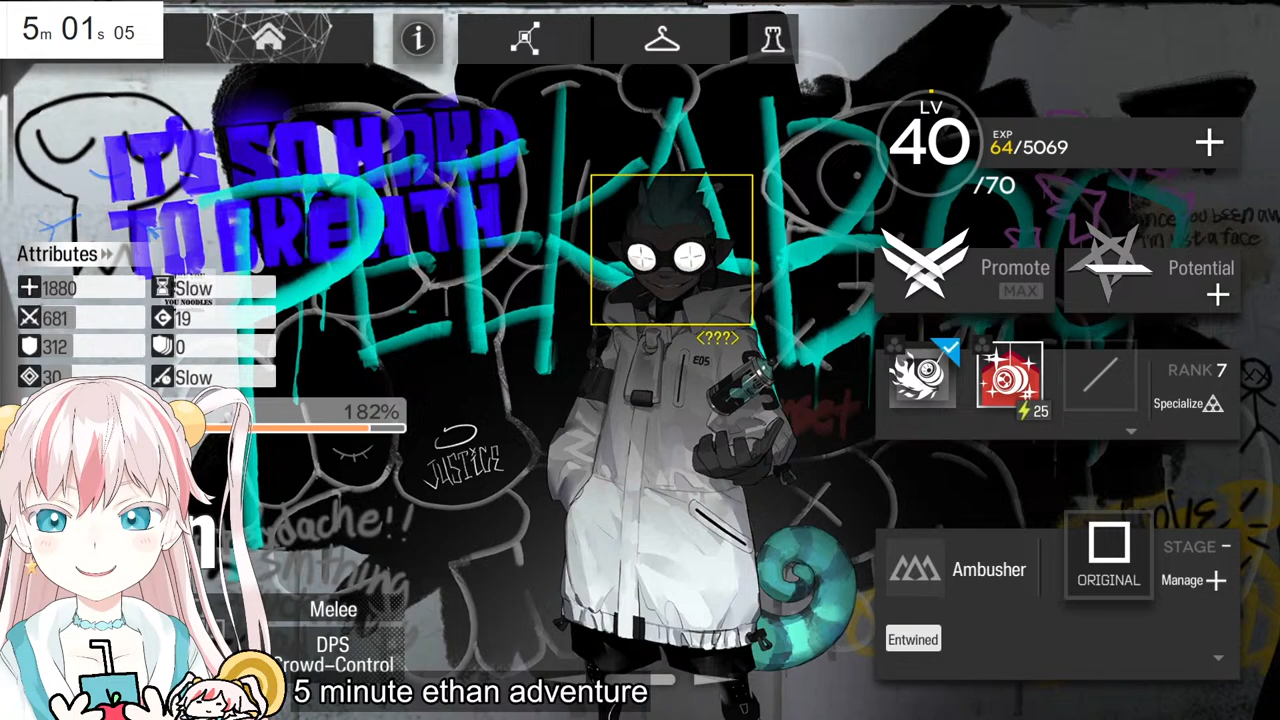 5m 01s 05
LV
40
/70
EXP
64/5069
IT'S SO HARD
TO BREATH
PEEKABOO
Attributes
1880
Slow
YOU NOODLES
681
19
312
0
30
Slow
182%
<???>
E05
JUSTICE
Promote
MAX
Potential
25
RANK 7
Specialize
Ambusher
ORIGINAL
STAGE -
Manage
Entwined
Melee
DPS
Crowd-Control
5 minute ethan adventure